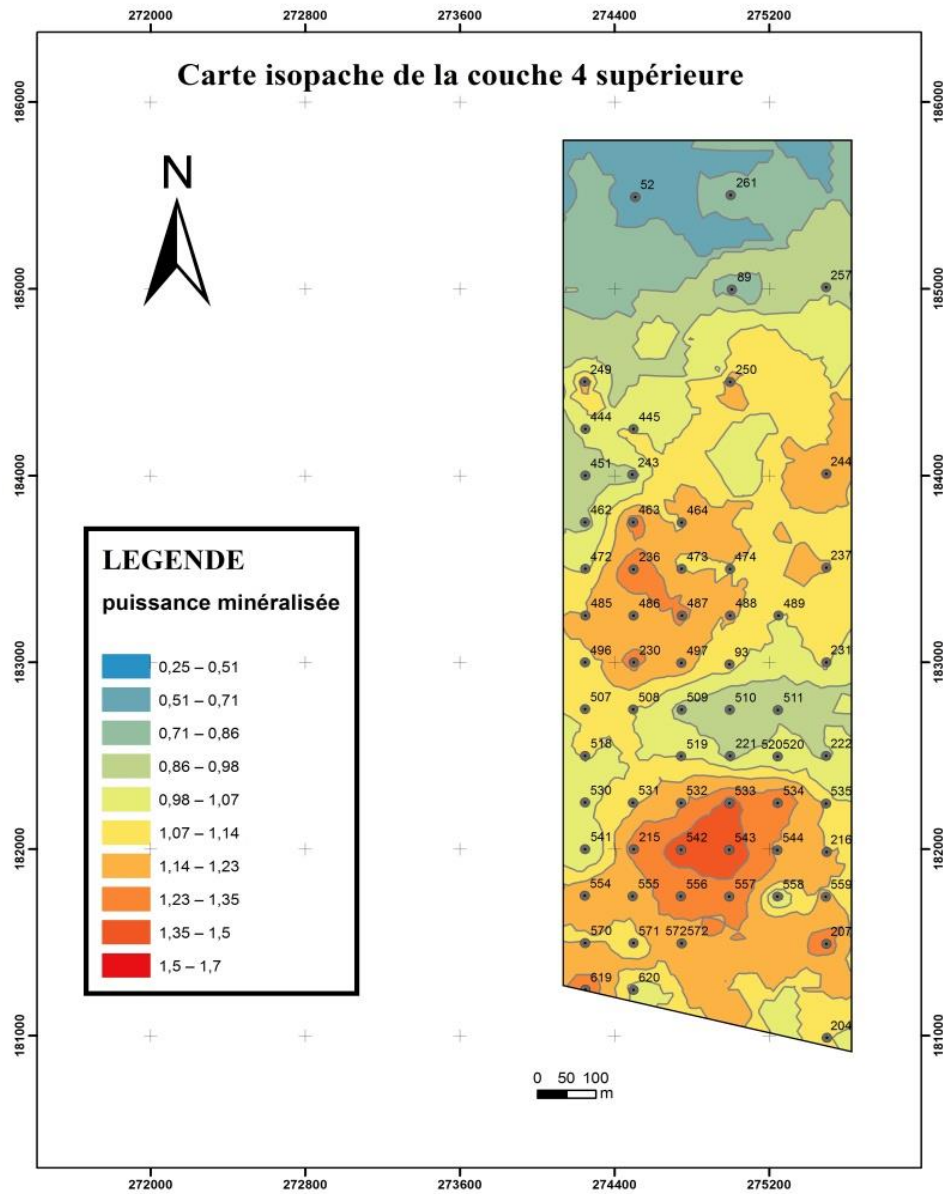 272000 272800 273600 274400 275200
Carte isopache de la couche 4 supérieure
186000 186000
N
52 261
185000 185000
89 257
249 250
444 445
451 243 244
184000 184000
462 463 464
472 236 473 474 237
485 486 487 488 489
496 230 497 93 231
183000 183000
507 508 509 510 511
518 519 221 520520 222
530 531 532 533 534 535
541 215 542 543 544 216
182000 182000
554 555 556 557 558 559
570 571 572572 207
619 620
204
181000 181000
LEGENDE
puissance minéralisée
0,25 – 0,51
0,51 – 0,71
0,71 – 0,86
0,86 – 0,98
0,98 – 1,07
1,07 – 1,14
1,14 – 1,23
1,23 – 1,35
1,35 – 1,5
1,5 – 1,7
0 50 100
m
272000 272800 273600 274400 275200